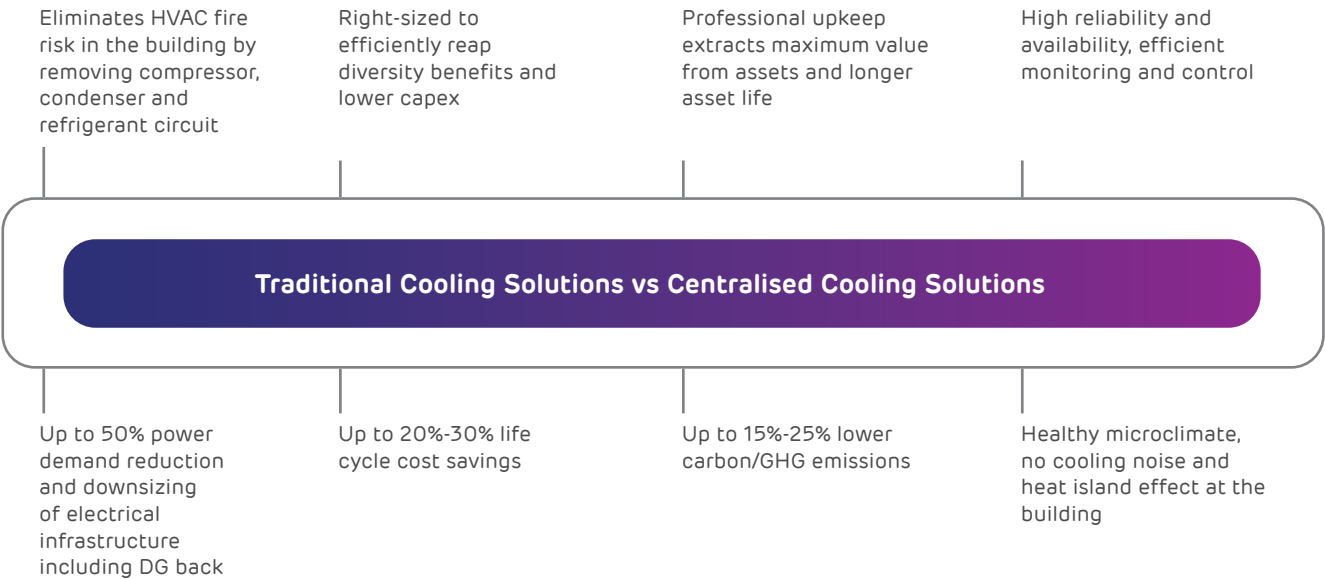 Eliminates HVAC fire
risk in the building by
removing compressor,
condenser and
refrigerant circuit
Right-sized to
efficiently reap
diversity benefits and
lower capex
Professional upkeep
extracts maximum value
from assets and longer
asset life
High reliability and
availability, efficient
monitoring and control
Traditional Cooling Solutions vs Centralised Cooling Solutions
Up to 50% power
demand reduction
and downsizing
of electrical
infrastructure
including DG back
Up to 20%-30% life
cycle cost savings
Up to 15%-25% lower
carbon/GHG emissions
Healthy microclimate,
no cooling noise and
heat island effect at the
building